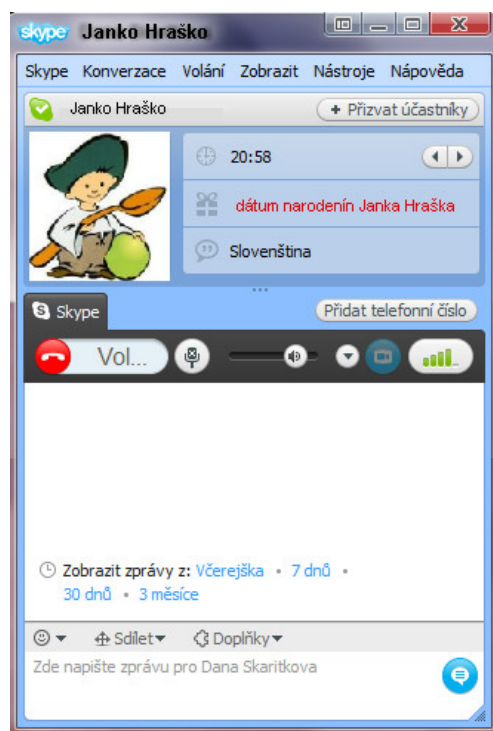 skype Janko Hraško
Skype Konverzace Volání Zobrazit Nástroje Nápověda
Janko Hraško + Přizvat účastníky
20:58
dátum narodenín Janka Hraška
Slovenština
Skype Přidat telefonní číslo
Vol...
Zobrazit zprávy z: Včerejška • 7 dnů •
30 dnů • 3 měsíce
Sdílet Doplňky
Zde napište zprávu pro Dana Skaritkova